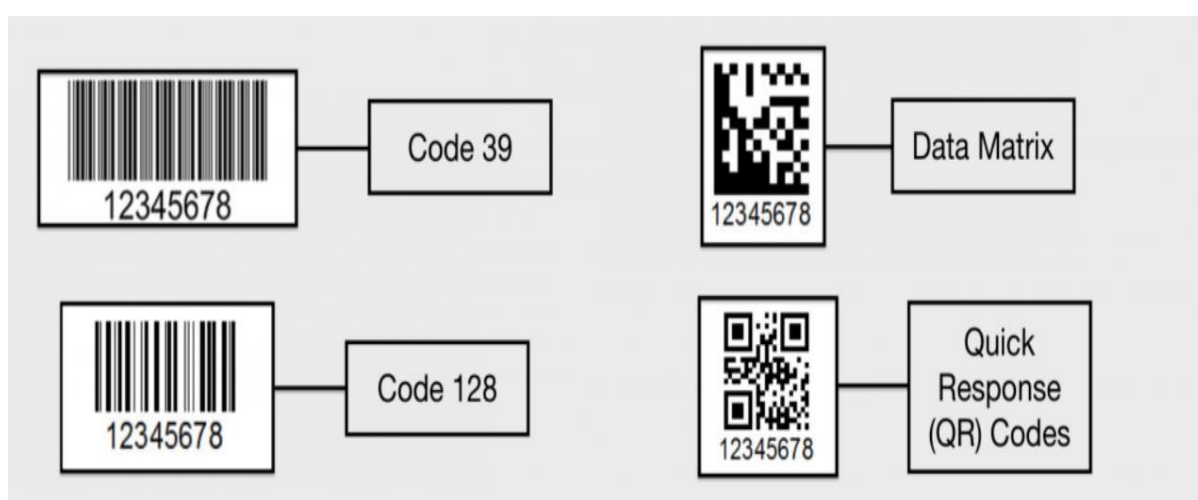 12345678
Code 39
12345678
Data Matrix
12345678
Code 128
12345678
Quick
Response
(QR) Codes